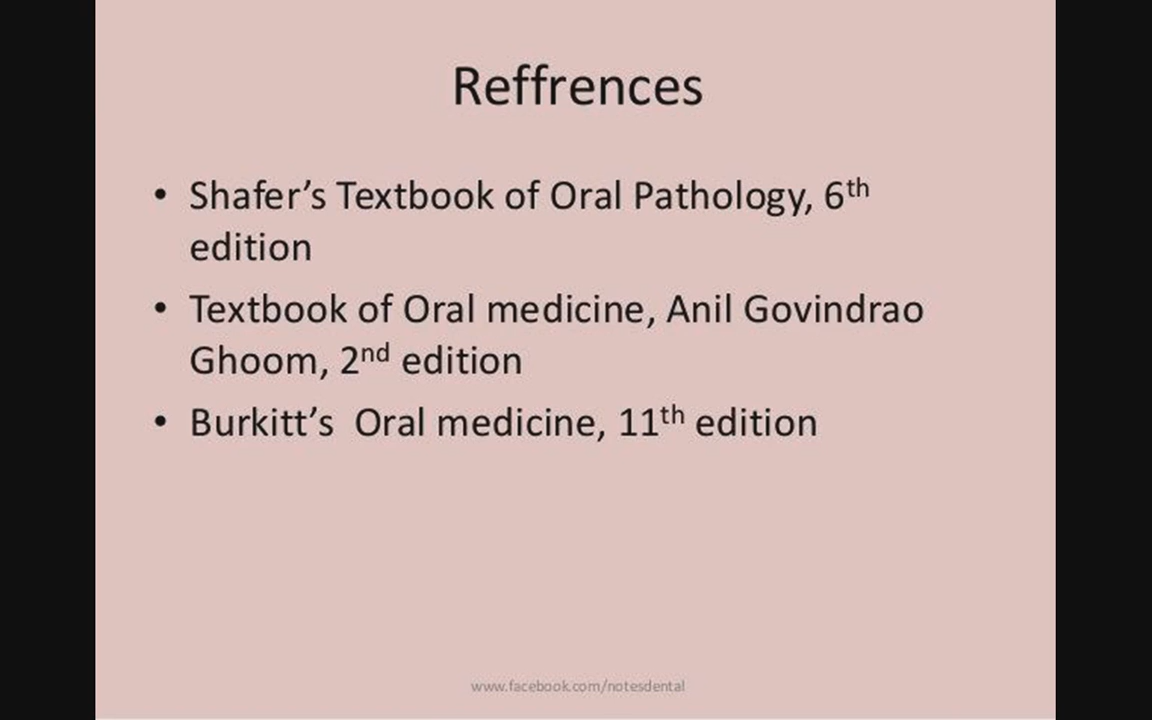 Reffrences
• Shafer’s Textbook of Oral Pathology, 6th
edition
• Textbook of Oral medicine, Anil Govindrao
Ghoom, 2nd edition
• Burkitt’s  Oral medicine, 11th edition
www.facebook.com/notesdental